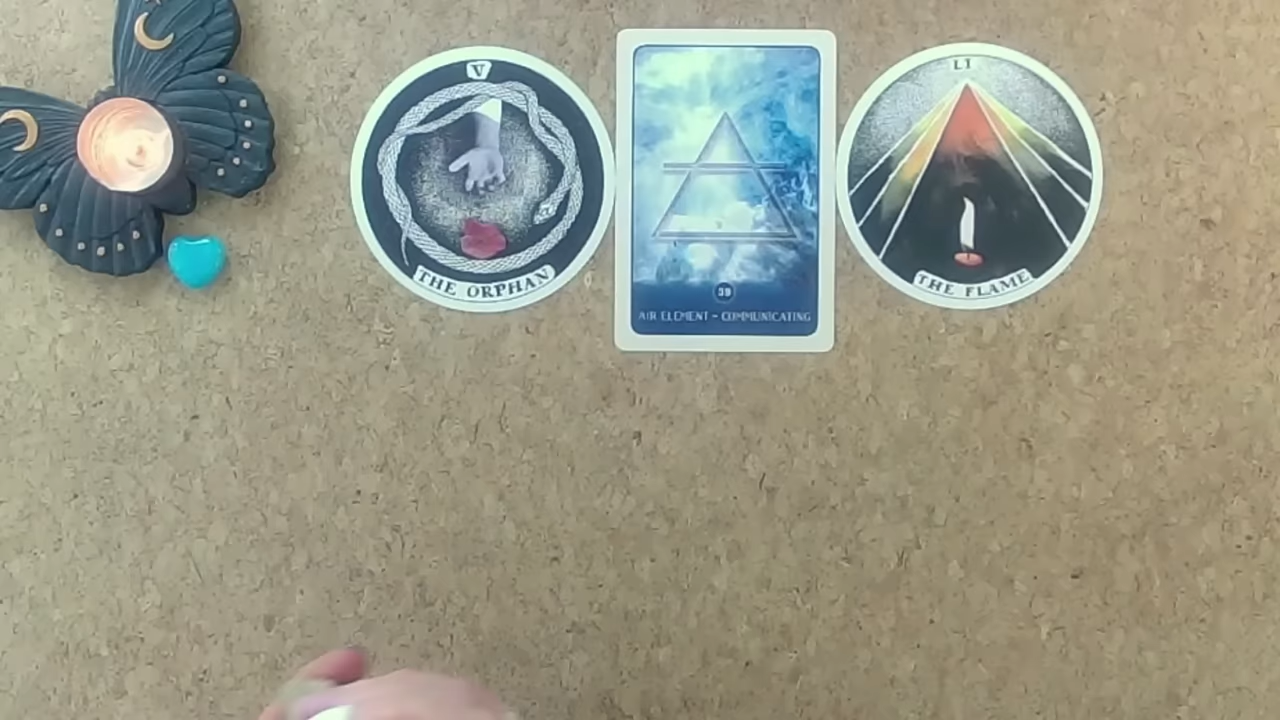 V
THE ORPHAN
39
AIR ELEMENT - COMMUNICATING
LI
THE FLAME